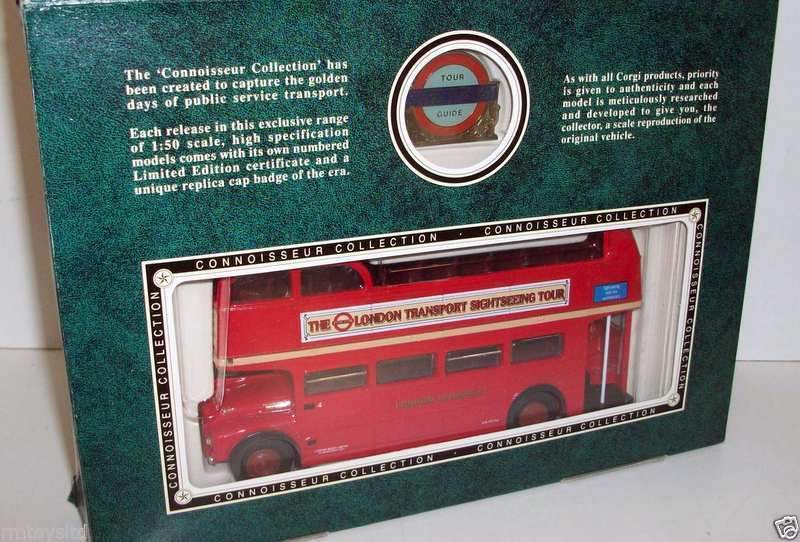 The 'Connoisseur Collection' has
been created to capture the golden
days of public service transport.
Each release in this exclusive range
of 1:50 scale, high specification
models comes with its own numbered
Limited Edition certificate and a
unique replica cap badge of the era.
TOUR
GUIDE
As with all Corgi products, priority
is given to authenticity and each
model is meticulously researched
and developed to give you, the
collector, a scale reproduction of the
original vehicle.
CONNOISSEUR COLLECTION · CONNOISSEUR COLLECTION
CONNOISSEUR COLLECTION
CONNOISSEUR COLLECTION
THE LONDON TRANSPORT SIGHTSEEING TOUR
CONNOISSEUR COLLECTION · CONNOISSEUR COLLECTION